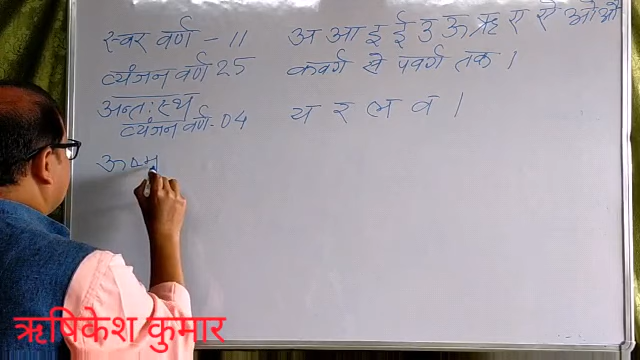 स्वर वर्ण - 11 अ आ इ ई उ ऊ ऋ ए ऐ ओ औ
व्यंजन वर्ण 25 कवर्ग से पवर्ग तक।
अन्त:स्थ
व्यंजन वर्ण - 04 य र ल व।
ऊष्म
ऋषिकेश कुमार